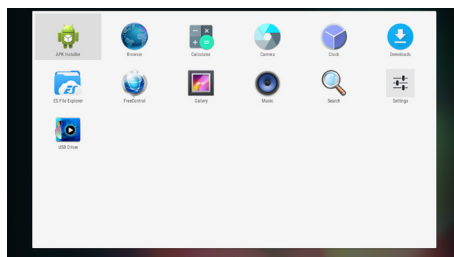 APK Installer
Browser
Calculator
Camera
Clock
Downloads
ES File Explorer
FreeControl
Gallery
Music
Search
Settings
USB Driver